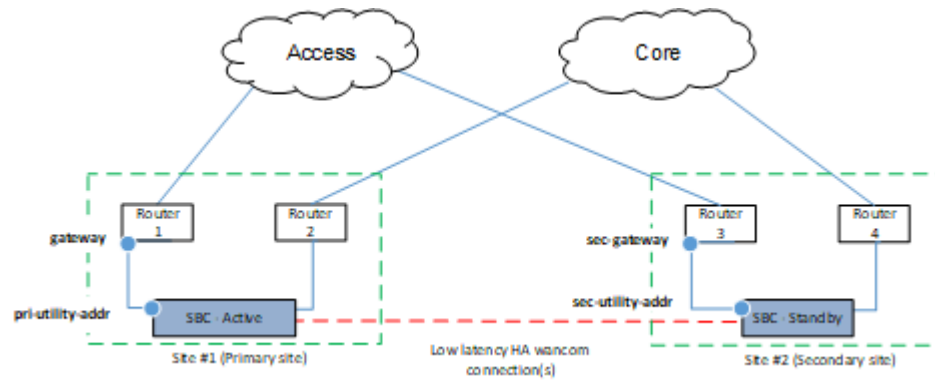 Access
Core
Router
1
Router
2
Router
3
Router
4
gateway
sec-gateway
pri-utility-addr
sec-utility-addr
SBC - Active
SBC - Standby
Low latency HA wancom
connection(s)
Site #1 (Primary site)
Site #2 (Secondary site)